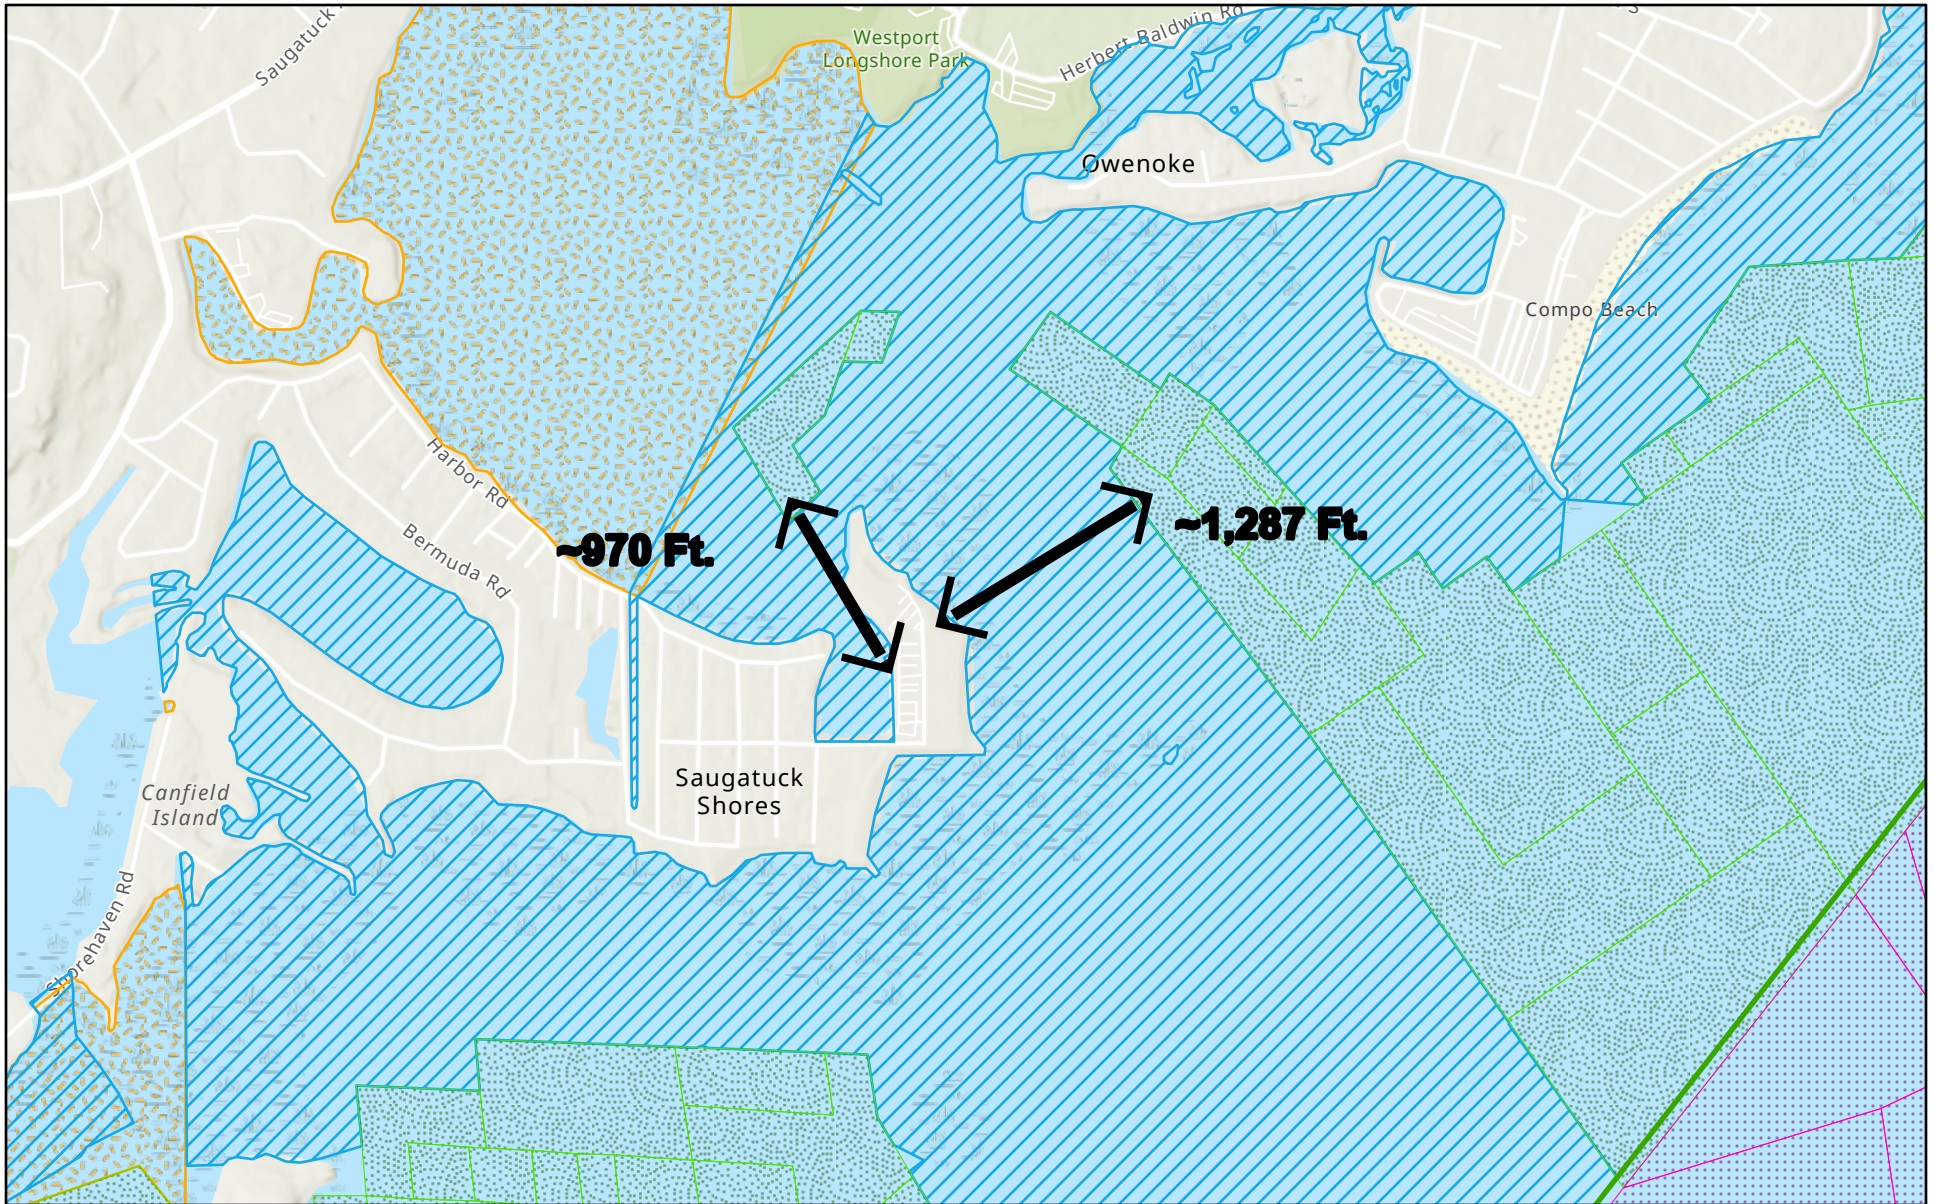 Saugatuck
Westport
Longshore Park
Herbert Baldwin Rd
Owenoke
Compo Beach
Harbor Rd
~1,287 Ft.
~970 Ft.
Bermuda Rd
Saugatuck
Shores
Canfield
Island
Shorehaven Rd